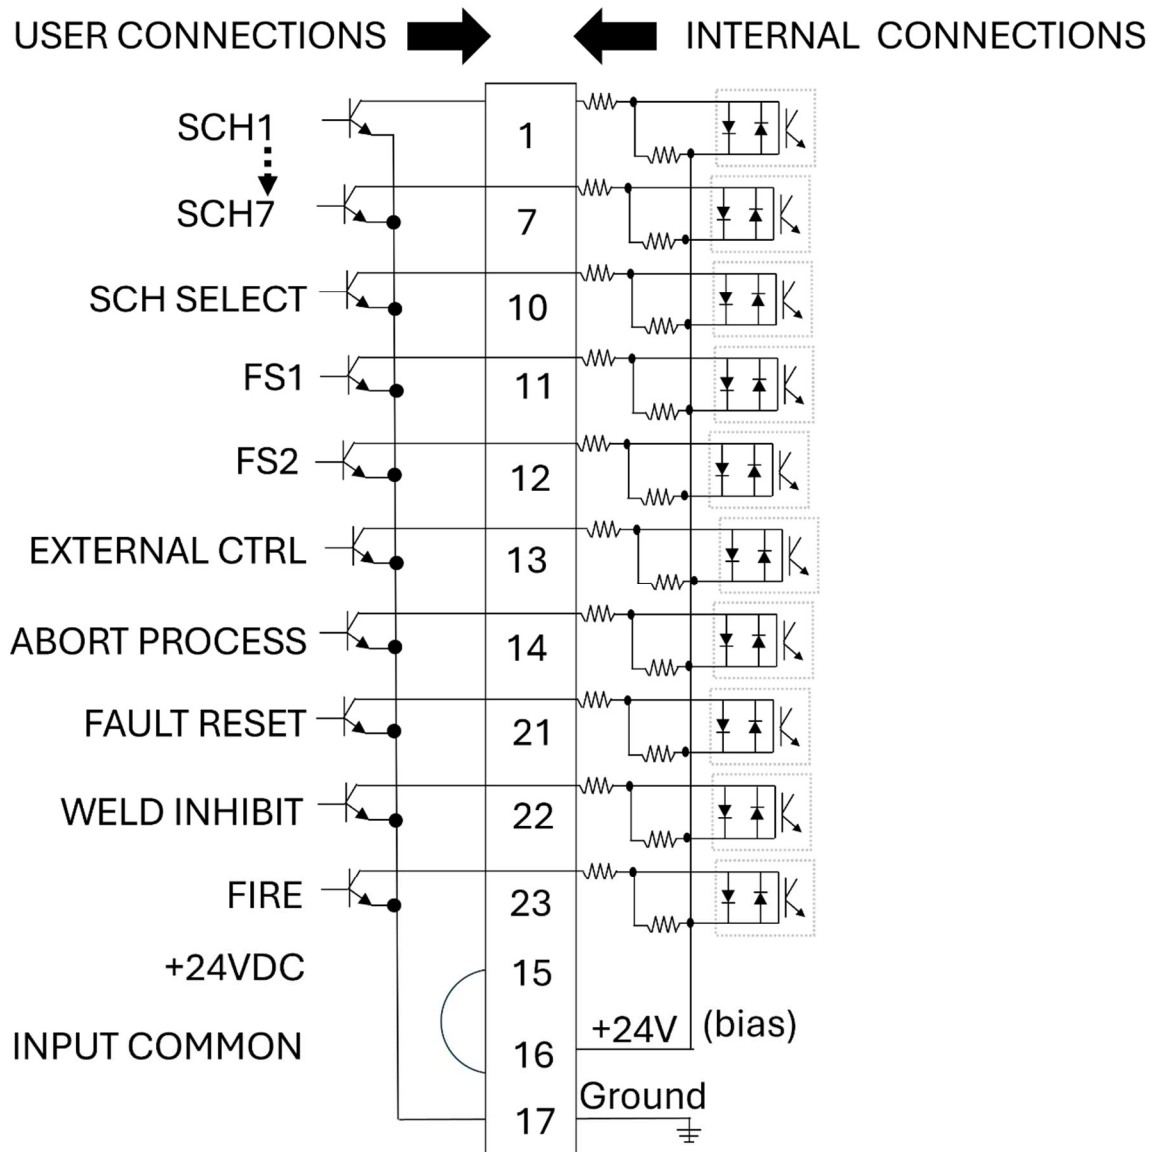 USER CONNECTIONS
INTERNAL CONNECTIONS
SCH1 1
SCH7 7
SCH SELECT 10
FS1 11
FS2 12
EXTERNAL CTRL 13
ABORT PROCESS 14
FAULT RESET 21
WELD INHIBIT 22
FIRE 23
+24VDC 15
+24V (bias)
INPUT COMMON 16
Ground
17